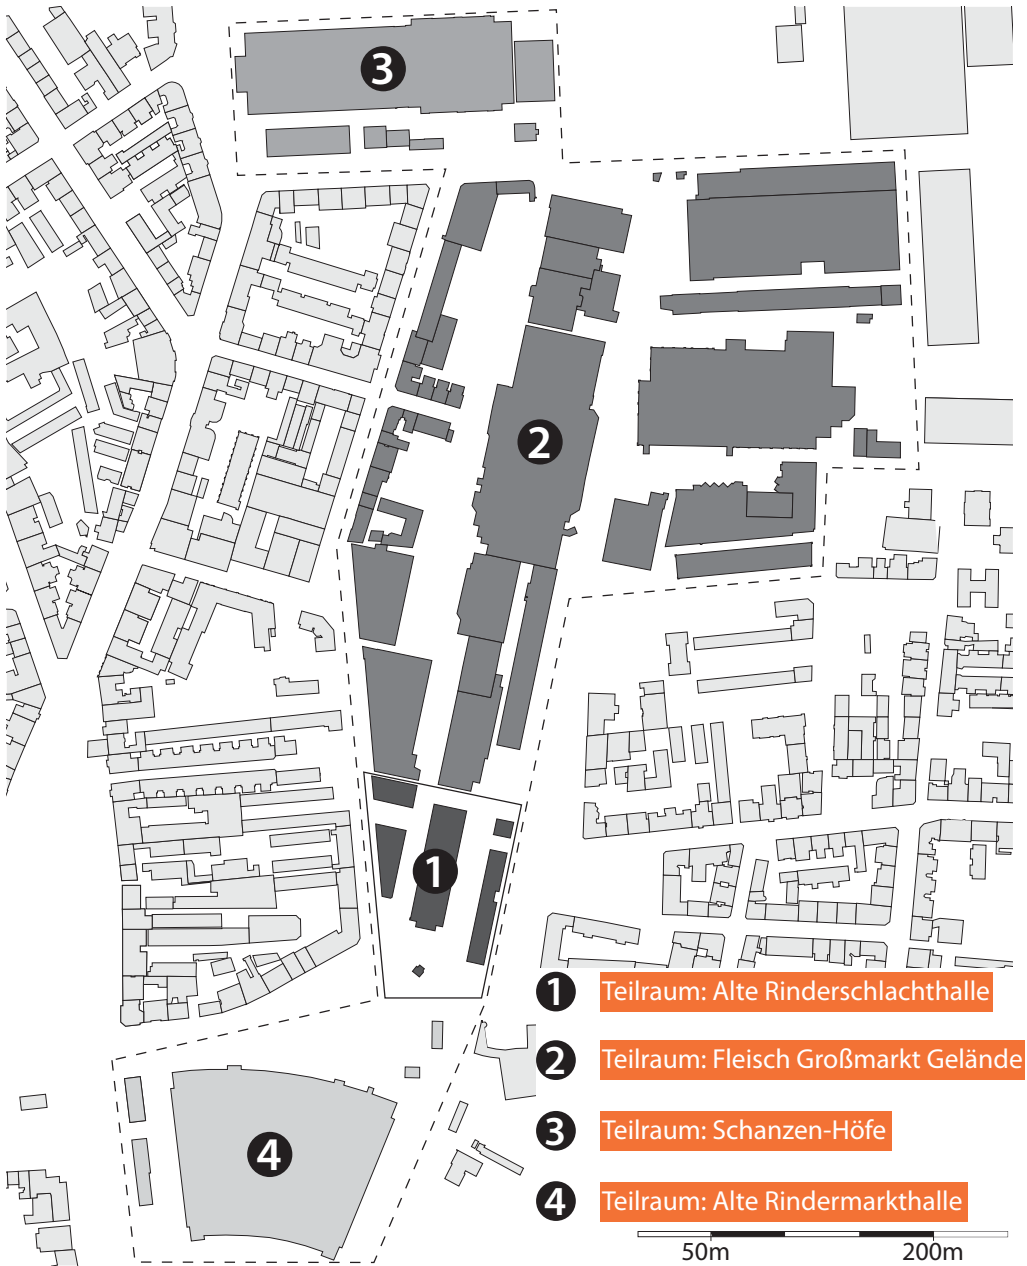 3
2
1
4
1 Teilraum: Alte Rinderschlachthalle
2 Teilraum: Fleisch Großmarkt Gelände
3 Teilraum: Schanzen-Höfe
4 Teilraum: Alte Rindermarkthalle
50m 200m